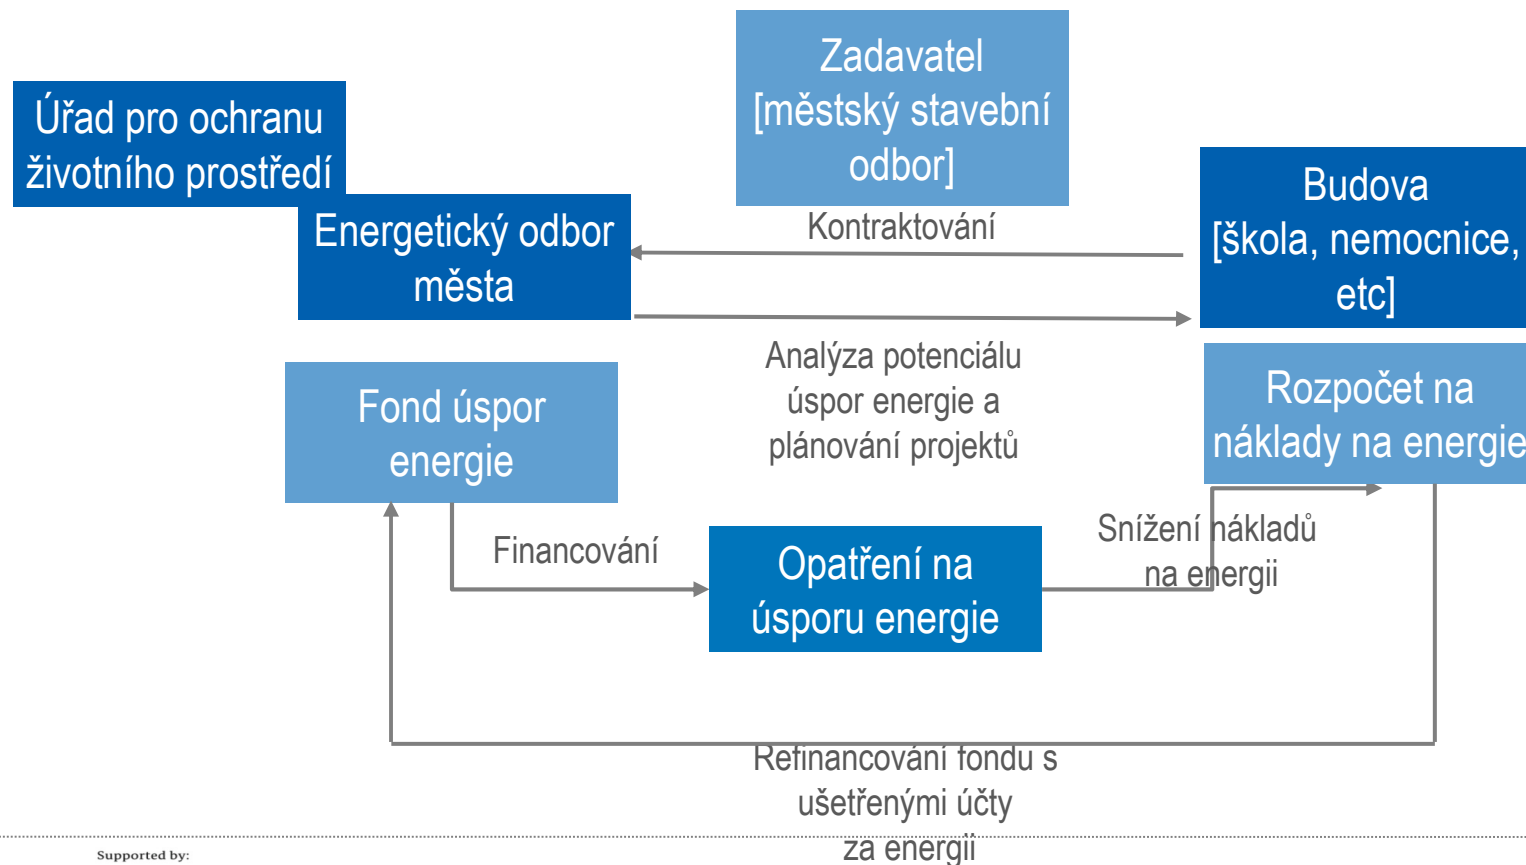 Zadavatel
[městský stavební
odbor]
Úřad pro ochranu
životního prostředí
Energetický odbor
města
Kontraktování
Budova
[škola, nemocnice,
etc]
Analýza potenciálu
úspor energie a
plánování projektů
Fond úspor
energie
Rozpočet na
náklady na energie
Financování
Opatření na
úsporu energie
Snížení nákladů
na energii
Refinancování fondu s
ušetřenými účty
za energii
Supported by: